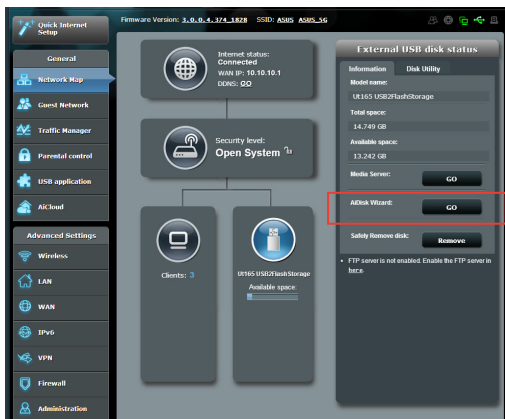 Quick Internet
Setup
Firmware Version: 3.0.0.4.374_1828 SSID: ASUS ASUS_5G
General
Network Map
Guest Network
Traffic Manager
Parental control
USB application
AiCloud
Advanced Settings
Wireless
LAN
WAN
IPv6
VPN
Firewall
Administration
Internet status:
Connected
WAN IP: 10.10.10.1
DDNS: GO
Security level:
Open System
Clients: 3
Ut165 USB2FlashStorage
Available space:
External USB disk status
Information Disk Utility
Model name:
Ut165 USB2FlashStorage
Total space:
14.749 GB
Available space:
13.242 GB
Media Server: GO
AiDisk Wizard: GO
Safely Remove disk: Remove
• FTP server is not enabled. Enable the FTP server in
here.